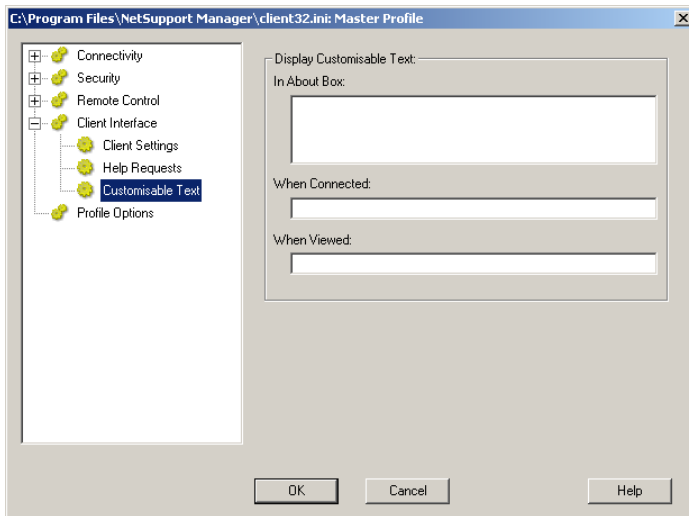 C:\Program Files\NetSupport Manager\client32.ini: Master Profile
Connectivity
Security
Remote Control
Client Interface
Client Settings
Help Requests
Customisable Text
Profile Options
Display Customisable Text:
In About Box:
When Connected:
When Viewed:
OK
Cancel
Help